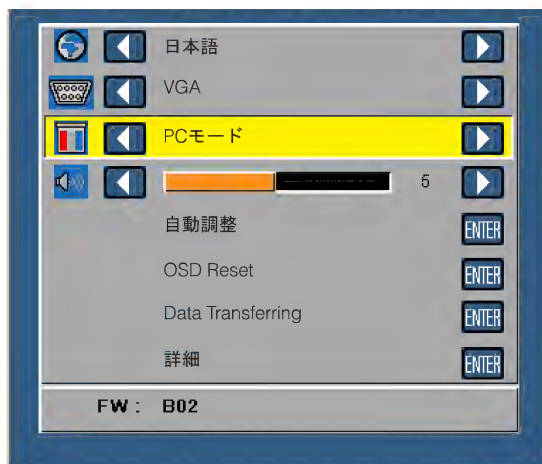 日本語
VGA
PCモード
5
自動調整 ENTER
OSD Reset ENTER
Data Transferring ENTER
詳細 ENTER
FW : B02